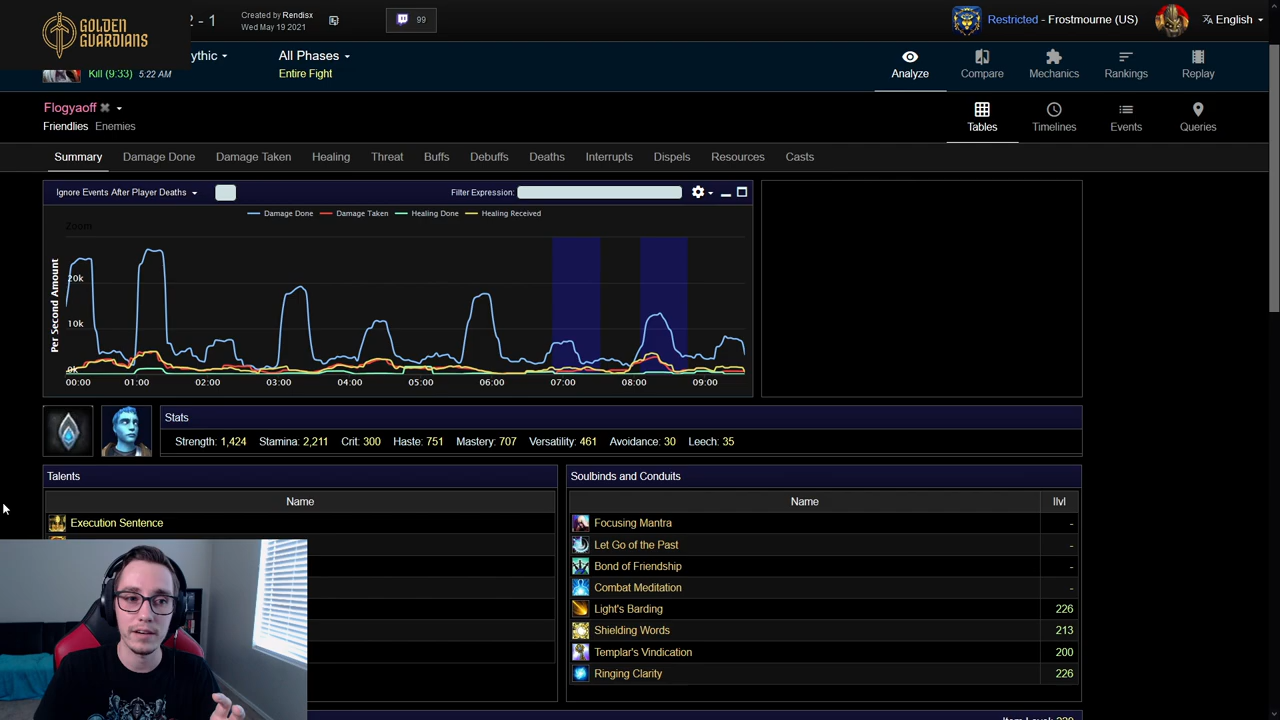 GOLDEN
GUARDIANS
2 - 1
Created by Rendisx
Wed May 19 2021
99
Restricted - Frostmourne (US)
English
ythic
Kill (9:33) 5:22 AM
All Phases
Entire Fight
Analyze
Compare
Mechanics
Rankings
Replay
Flogyaoff
Friendlies Enemies
Tables
Timelines
Events
Queries
Summary
Damage Done
Damage Taken
Healing
Threat
Buffs
Debuffs
Deaths
Interrupts
Dispels
Resources
Casts
Ignore Events After Player Deaths
Filter Expression:
Damage Done
Damage Taken
Healing Done
Healing Received
Zoom
Per Second Amount
20k
10k
0k
00:00
01:00
02:00
03:00
04:00
05:00
06:00
07:00
08:00
09:00
Stats
Strength: 1,424 Stamina: 2,211 Crit: 300 Haste: 751 Mastery: 707 Versatility: 461 Avoidance: 30 Leech: 35
Talents
Name
Execution Sentence
Soulbinds and Conduits
Name
ilvl
Focusing Mantra -
Let Go of the Past -
Bond of Friendship -
Combat Meditation -
Light's Barding 226
Shielding Words 213
Templar's Vindication 200
Ringing Clarity 226